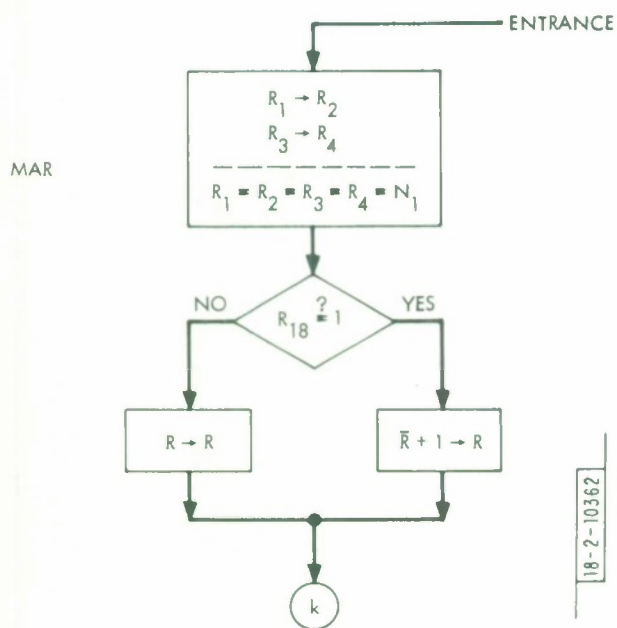 ENTRANCE
R₁ → R₂
R₃ → R₄
MAR
R₁ = R₂ = R₃ = R₄ = N₁
NO
YES
R₁₈ ≟ 1
R → R
R̅ + 1 → R
18-2-10362
k